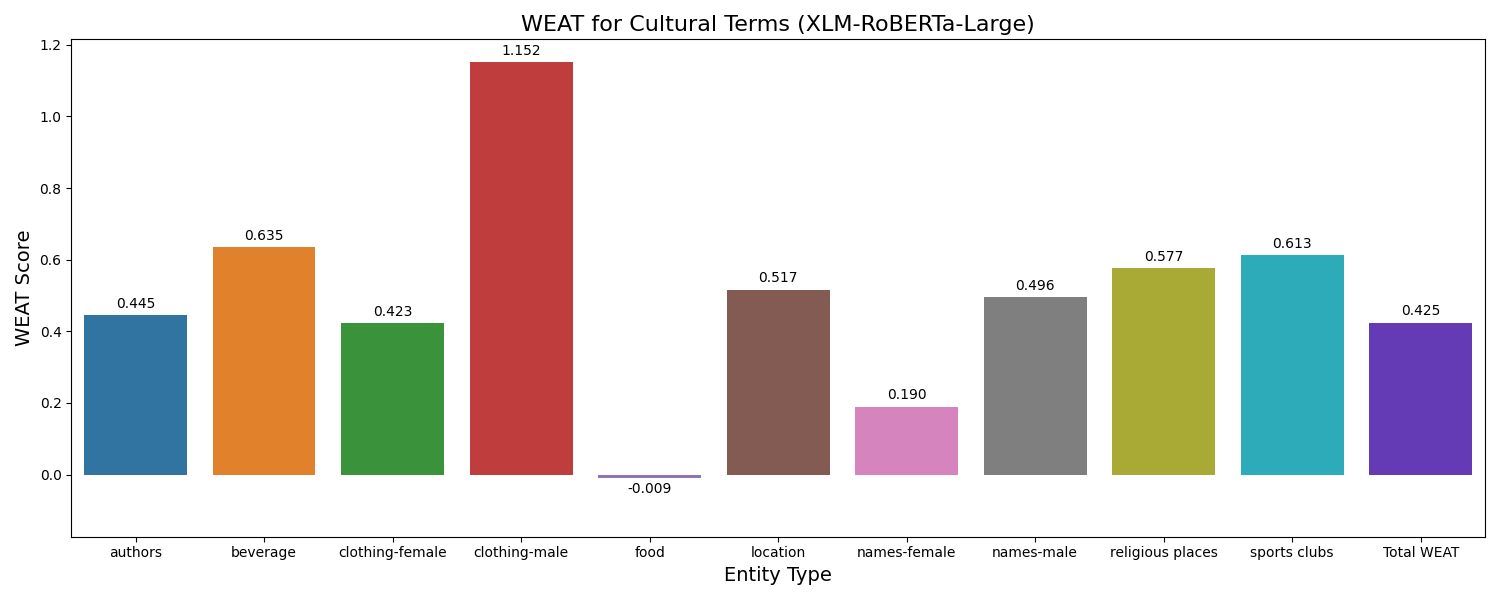 WEAT for Cultural Terms (XLM-RoBERTa-Large)
WEAT Score
1.2
1.0
0.8
0.6
0.4
0.2
0.0
0.445
0.635
0.423
1.152
-0.009
0.517
0.190
0.496
0.577
0.613
0.425
authors
beverage
clothing-female
clothing-male
food
location
names-female
names-male
religious places
sports clubs
Total WEAT
Entity Type